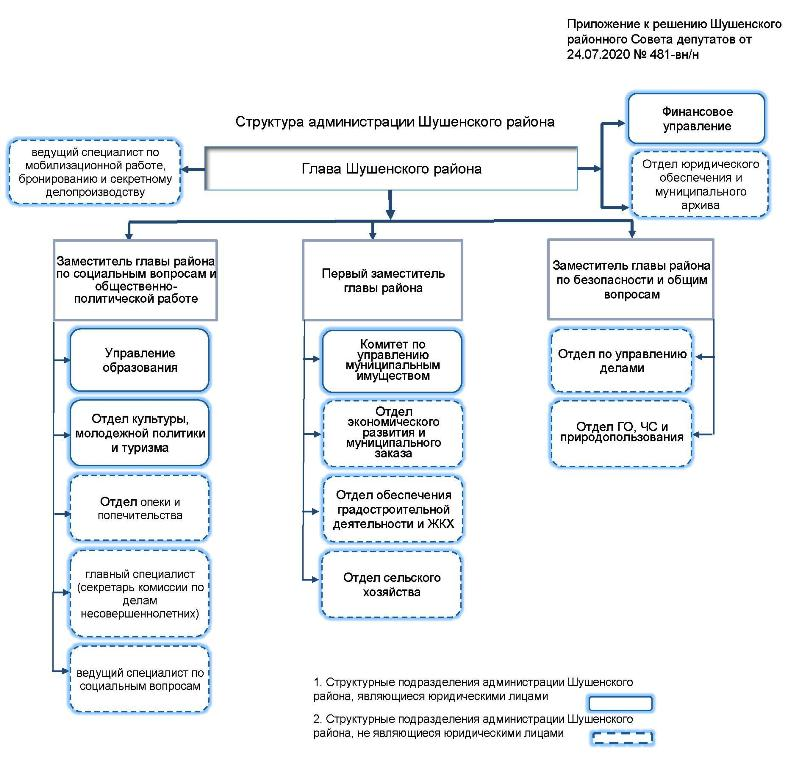 Приложение к решению Шушенского
районного Совета депутатов от
24.07.2020 № 481-вн/н
Структура администрации Шушенского района
Финансовое
управление
ведущий специалист по
мобилизационной работе,
бронированию и секретному
делопроизводству
Глава Шушенского района
Отдел юридического
обеспечения и
муниципального
архива
Заместитель главы района
по социальным вопросам и
общественно-
политической работе
Первый заместитель
главы района
Заместитель главы района
по безопасности и общим
вопросам
Управление
образования
Отдел культуры,
молодежной политики
и туризма
Отдел опеки и
попечительства
главный специалист
(секретарь комиссии по
делам
несовершеннолетних)
ведущий специалист по
социальным вопросам
Комитет по
управлению
муниципальным
имуществом
Отдел
экономического
развития и
муниципального
заказа
Отдел обеспечения
градостроительной
деятельности и ЖКХ
Отдел сельского
хозяйства
Отдел по управлению
делами
Отдел ГО, ЧС и
природопользования
1. Структурные подразделения администрации Шушенского
района, являющиеся юридическими лицами
2. Структурные подразделения администрации Шушенского
района, не являющиеся юридическими лицами